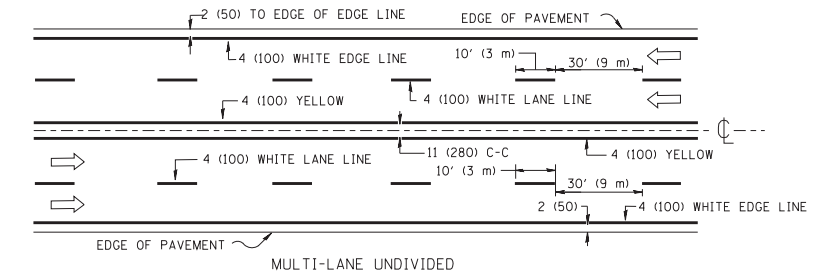 2 (50) TO EDGE OF EDGE LINE
EDGE OF PAVEMENT
4 (100) WHITE EDGE LINE
10' (3 m)
30' (9 m)
4 (100) YELLOW
4 (100) WHITE LANE LINE
℄
4 (100) WHITE LANE LINE
11 (280) C-C
4 (100) YELLOW
10' (3 m)
30' (9 m)
2 (50)
4 (100) WHITE EDGE LINE
EDGE OF PAVEMENT
MULTI-LANE UNDIVIDED